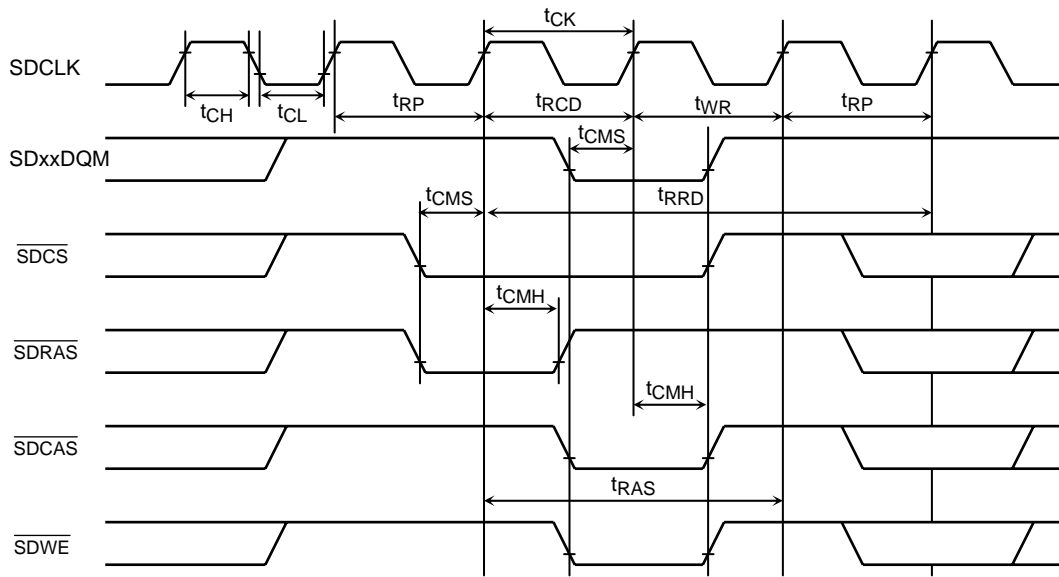 tCK
SDCLK
tCH
tCL
tRP
tRCD
tWR
tRP
tCMS
SDxxDQM
tRRD
tCMS
SDCS
tCMH
SDRAS
tCMH
SDCAS
tRAS
SDWE